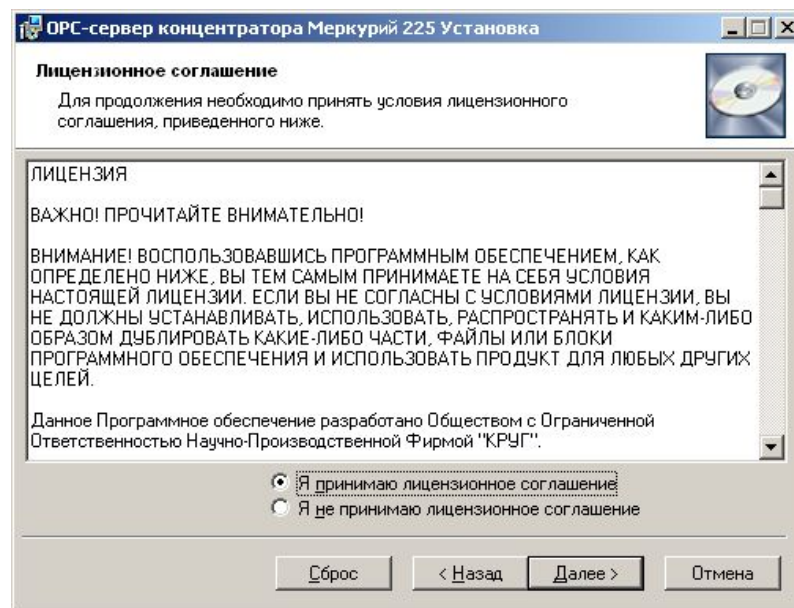 ОРС-сервер концентратора Меркурий 225 Установка
Лицензионное соглашение
Для продолжения необходимо принять условия лицензионного
соглашения, приведенного ниже.
ЛИЦЕНЗИЯ
ВАЖНО! ПРОЧИТАЙТЕ ВНИМАТЕЛЬНО!
ВНИМАНИЕ! ВОСПОЛЬЗОВАВШИСЬ ПРОГРАММНЫМ ОБЕСПЕЧЕНИЕМ, КАК
ОПРЕДЕЛЕНО НИЖЕ, ВЫ ТЕМ САМЫМ ПРИНИМАЕТЕ НА СЕБЯ УСЛОВИЯ
НАСТОЯЩЕЙ ЛИЦЕНЗИИ. ЕСЛИ ВЫ НЕ СОГЛАСНЫ С УСЛОВИЯМИ ЛИЦЕНЗИИ, ВЫ
НЕ ДОЛЖНЫ УСТАНАВЛИВАТЬ, ИСПОЛЬЗОВАТЬ, РАСПРОСТРАНЯТЬ И КАКИМ-ЛИБО
ОБРАЗОМ ДУБЛИРОВАТЬ КАКИЕ-ЛИБО ЧАСТИ, ФАЙЛЫ ИЛИ БЛОКИ
ПРОГРАММНОГО ОБЕСПЕЧЕНИЯ И ИСПОЛЬЗОВАТЬ ПРОДУКТ ДЛЯ ЛЮБЫХ ДРУГИХ
ЦЕЛЕЙ.
Данное Программное обеспечение разработано Обществом с Ограниченной
Ответственностью Научно-Производственной Фирмой "КРУГ".
Я принимаю лицензионное соглашение
Я не принимаю лицензионное соглашение
Сброс
< Назад
Далее >
Отмена